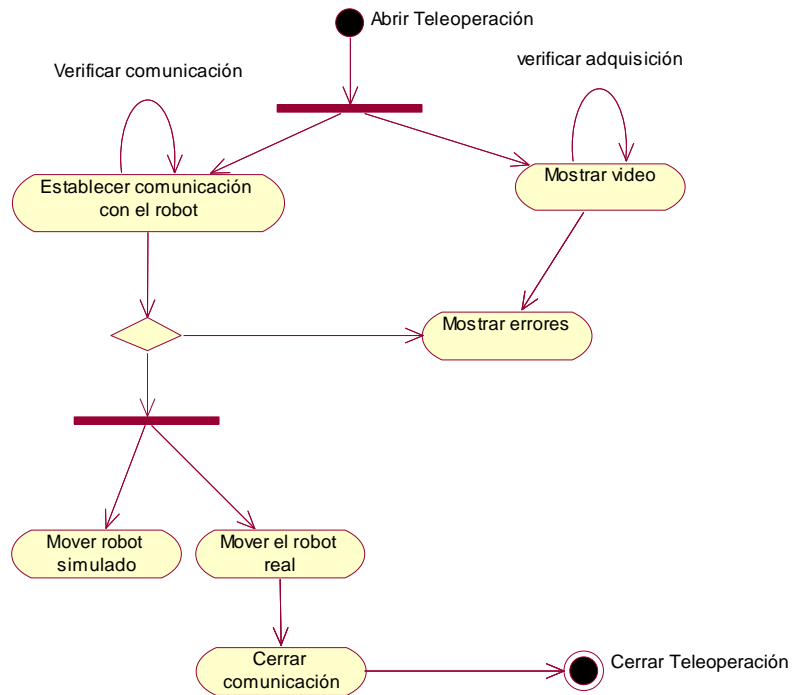 Abrir Teleoperación
Verificar comunicación
verificar adquisición
Establecer comunicación
con el robot
Mostrar video
Mostrar errores
Mover robot
simulado
Mover el robot
real
Cerrar
comunicación
Cerrar Teleoperación